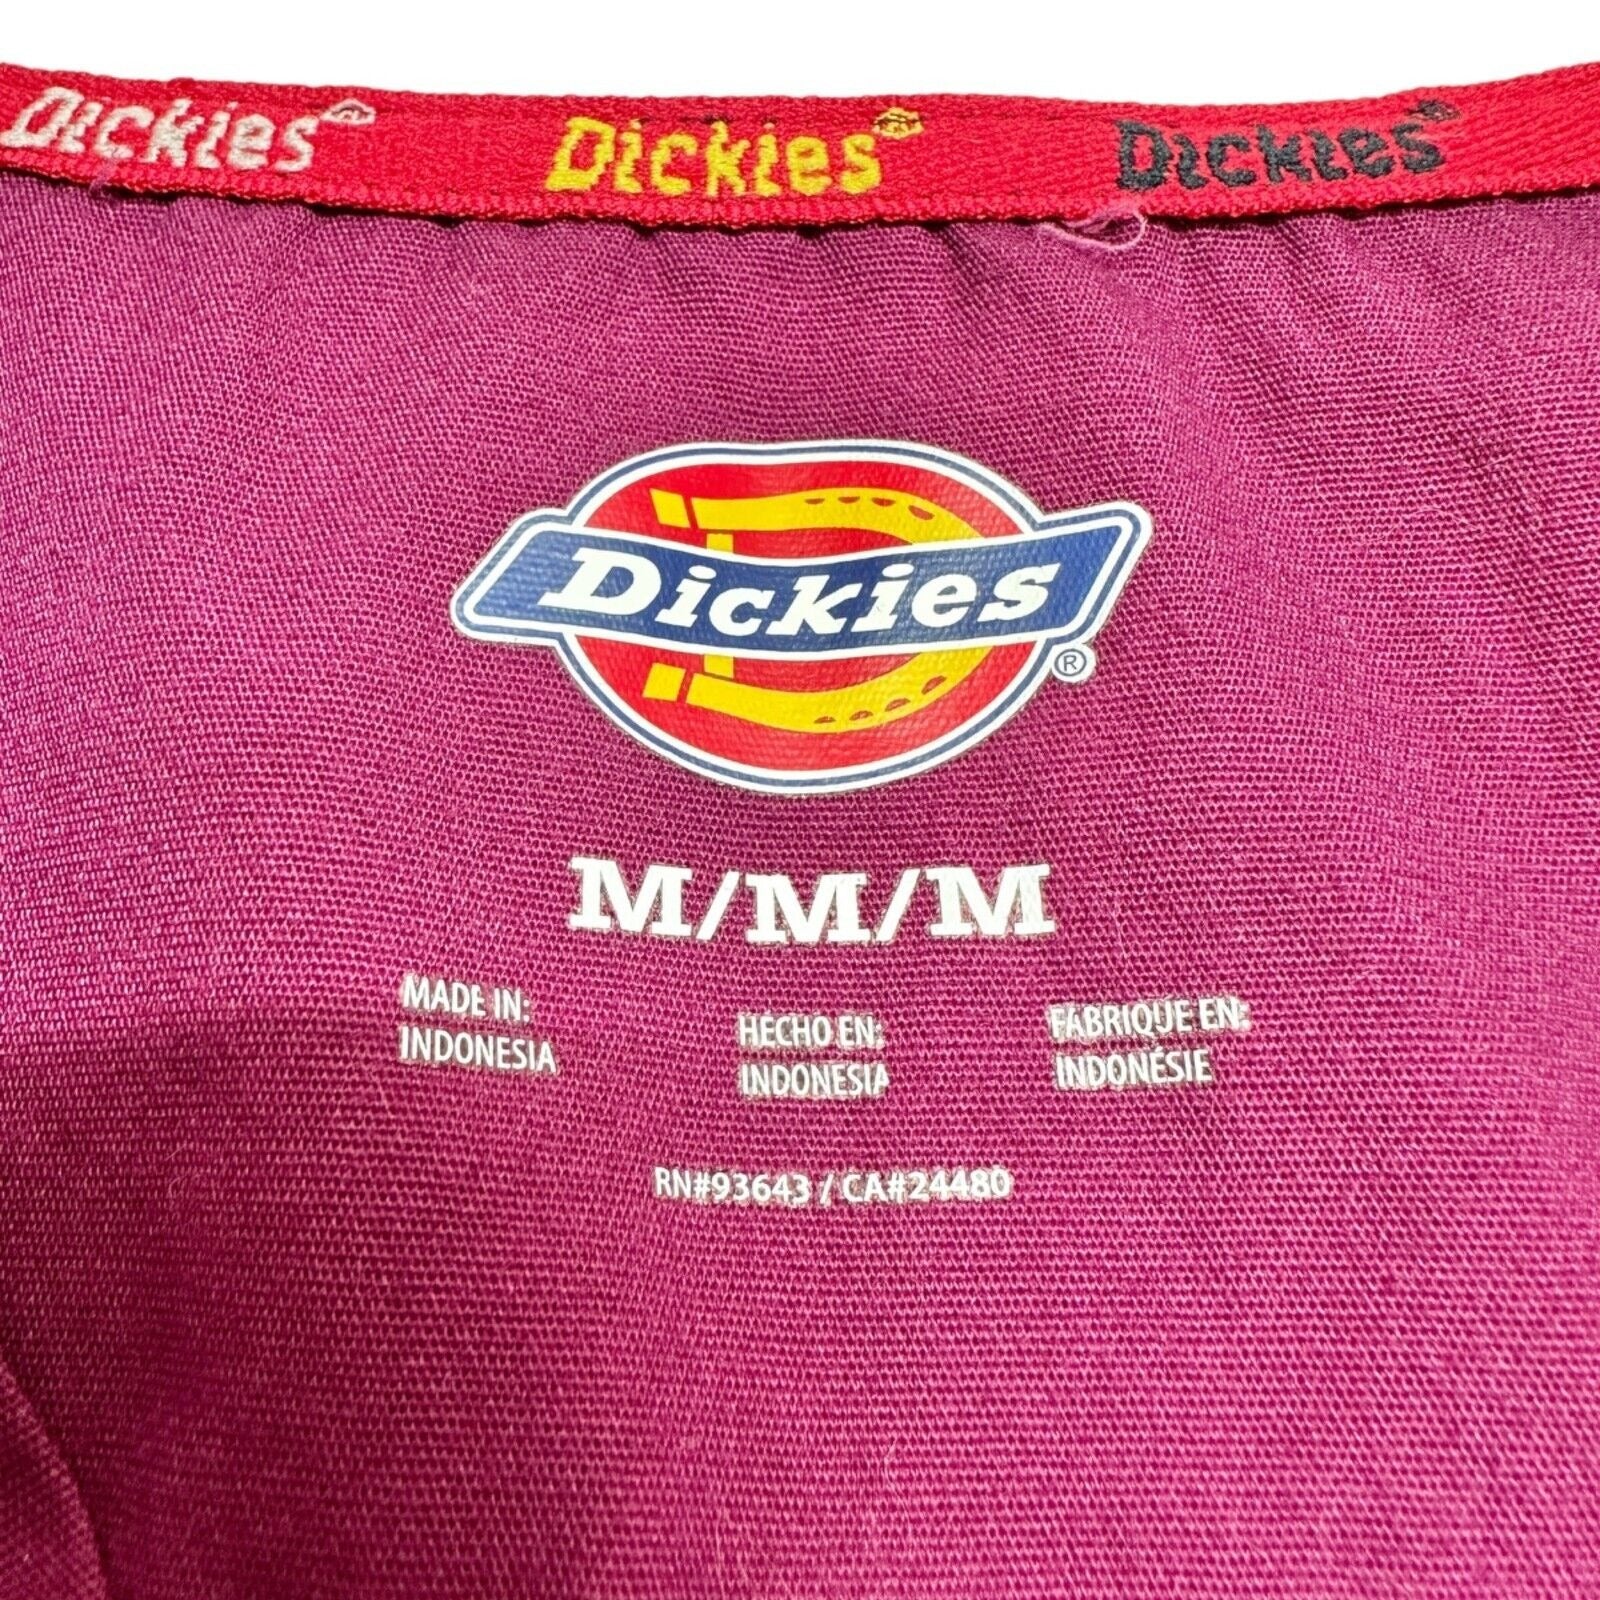 Dickies Dickies Dickies
Dickies®
M/M/M
MADE IN:
INDONESIA
HECHO EN:
INDONESIA
FABRIQUE EN:
INDONÉSIE
RN#93643 / CA#24480